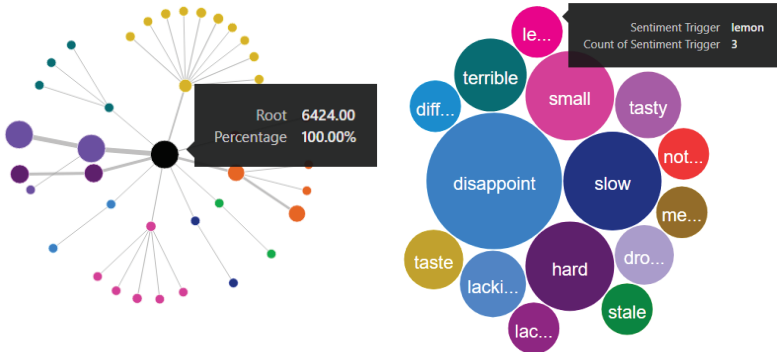 Root 6424.00
Percentage 100.00%
Sentiment Trigger lemon
Count of Sentiment Trigger 3
le...
terrible
small
diff...
tasty
not...
disappoint
slow
me...
taste
lacki...
hard
dro...
stale
lac...